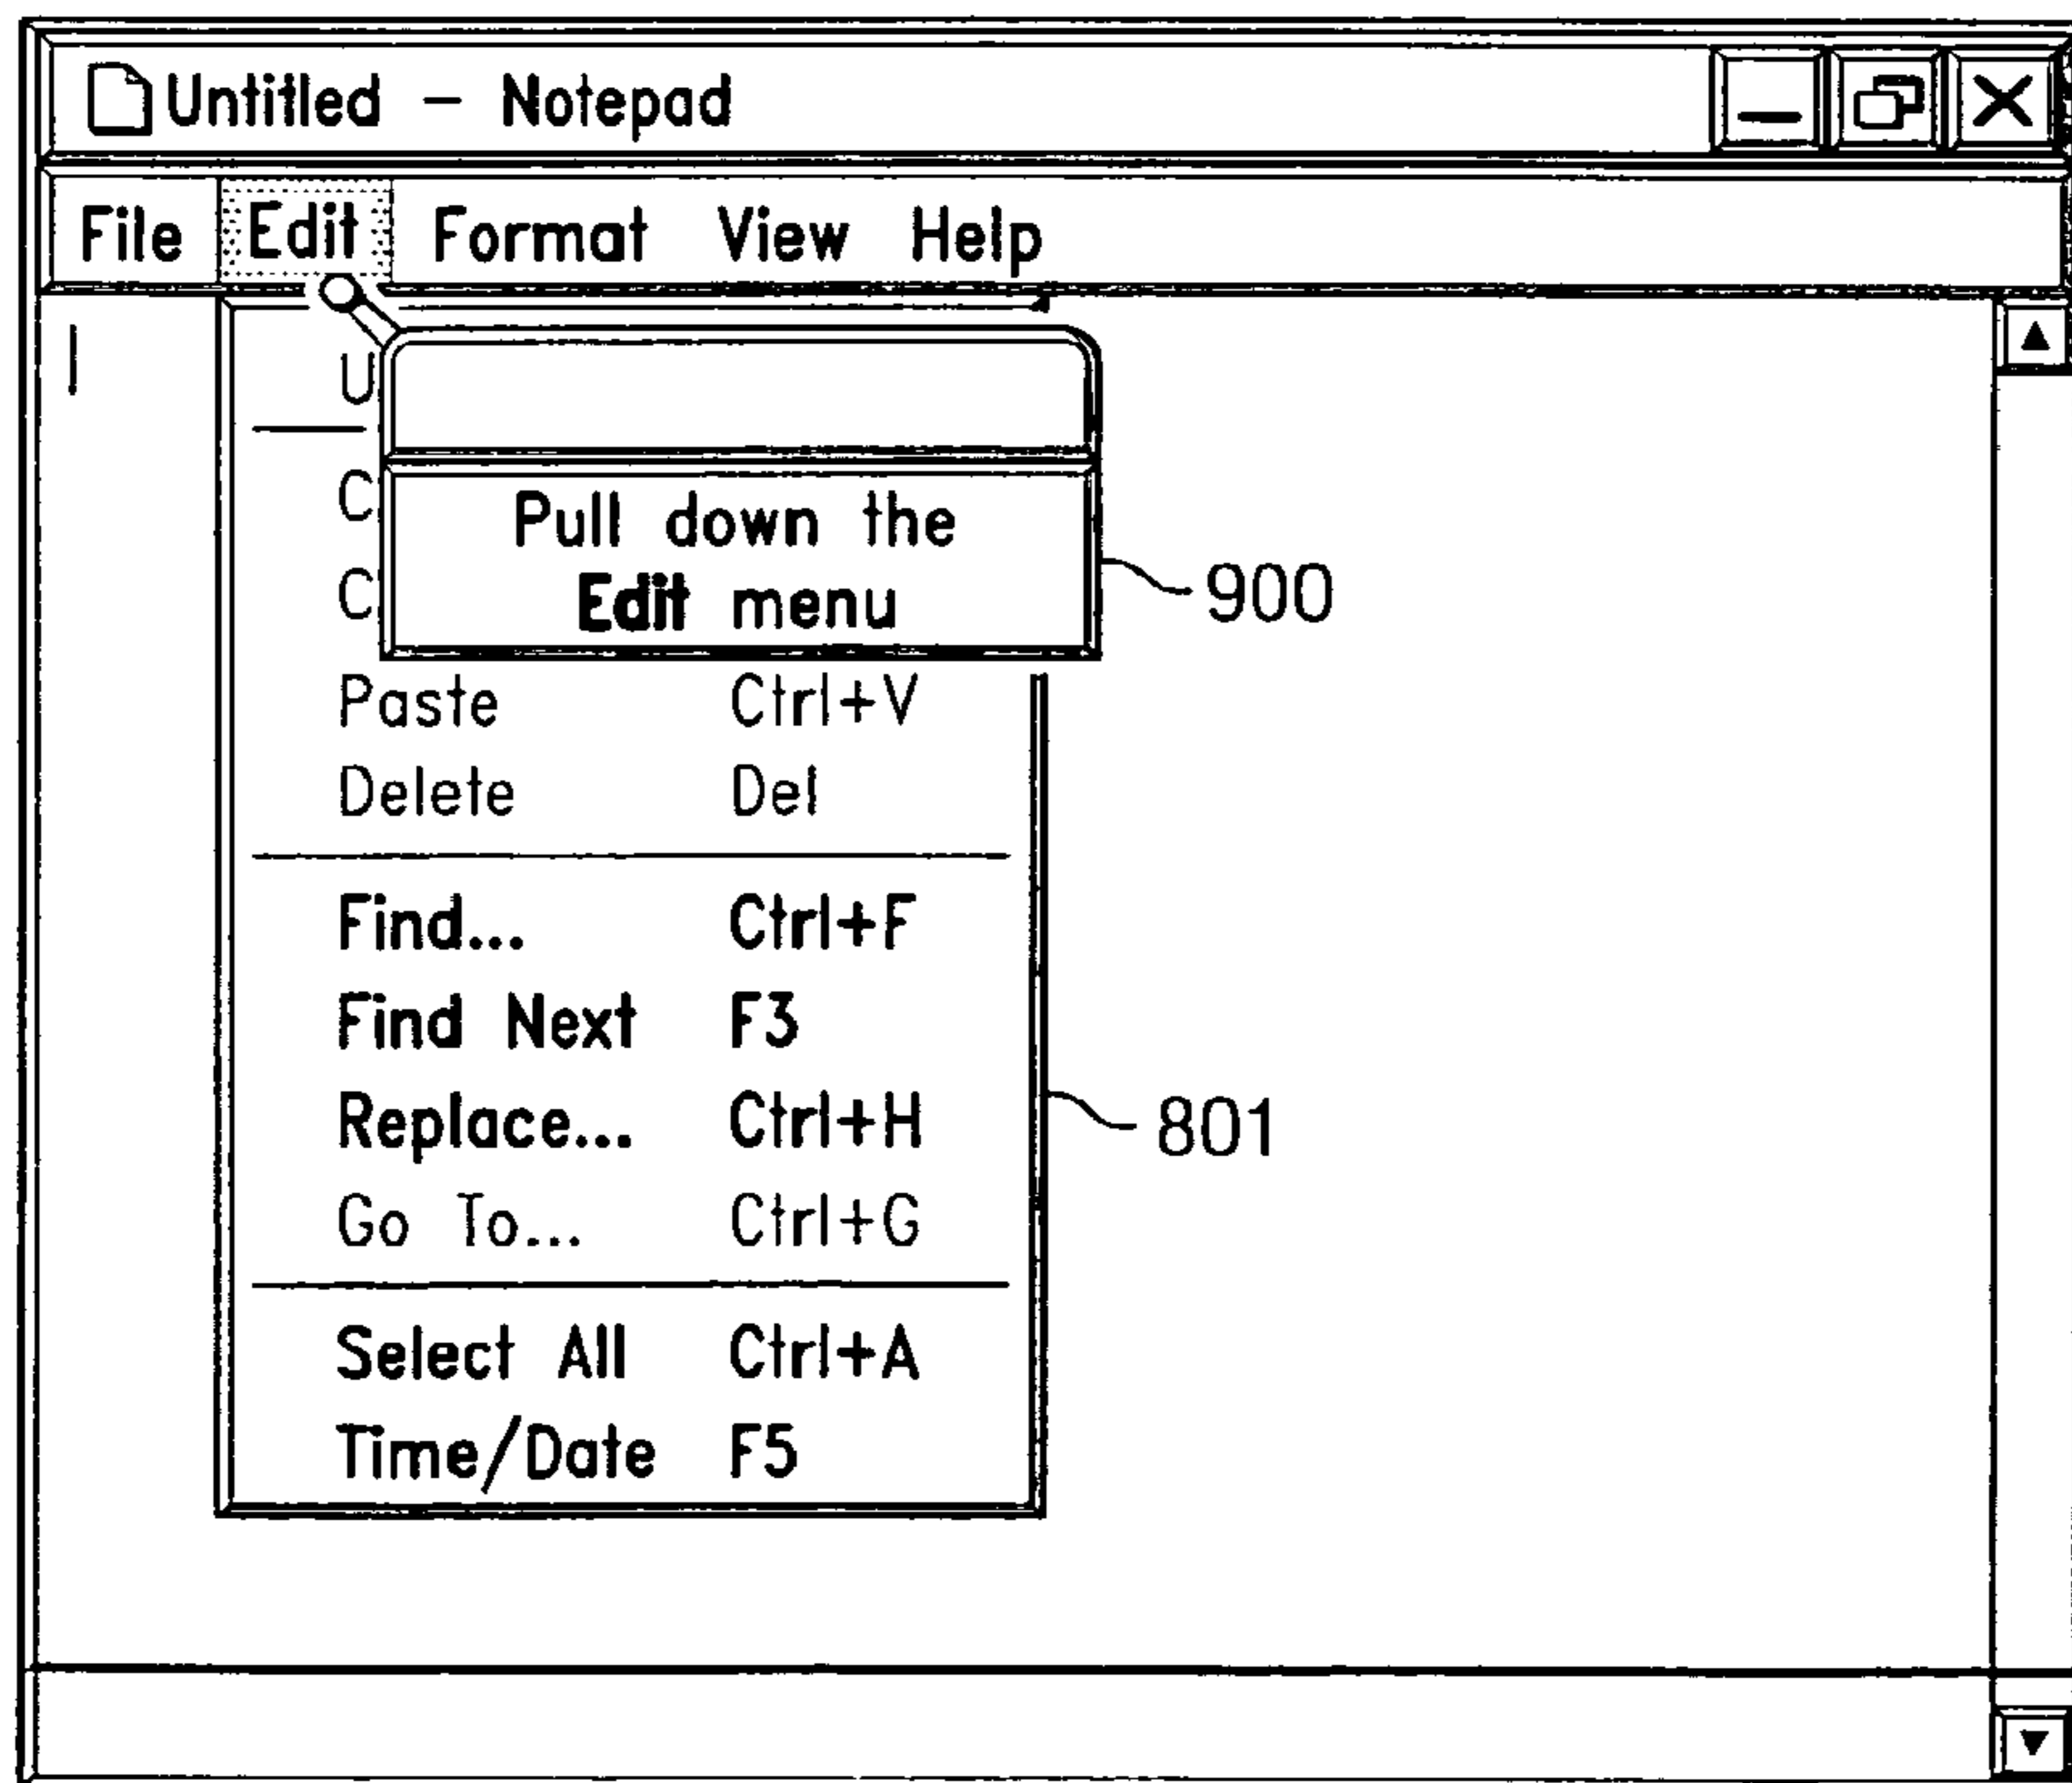 Untitled – Notepad
File Edit Format View Help
U
C
Pull down the
Edit menu
900
C
Paste Ctrl+V
Delete Del
Find... Ctrl+F
Find Next F3
Replace... Ctrl+H
801
Go To... Ctrl+G
Select All Ctrl+A
Time/Date F5